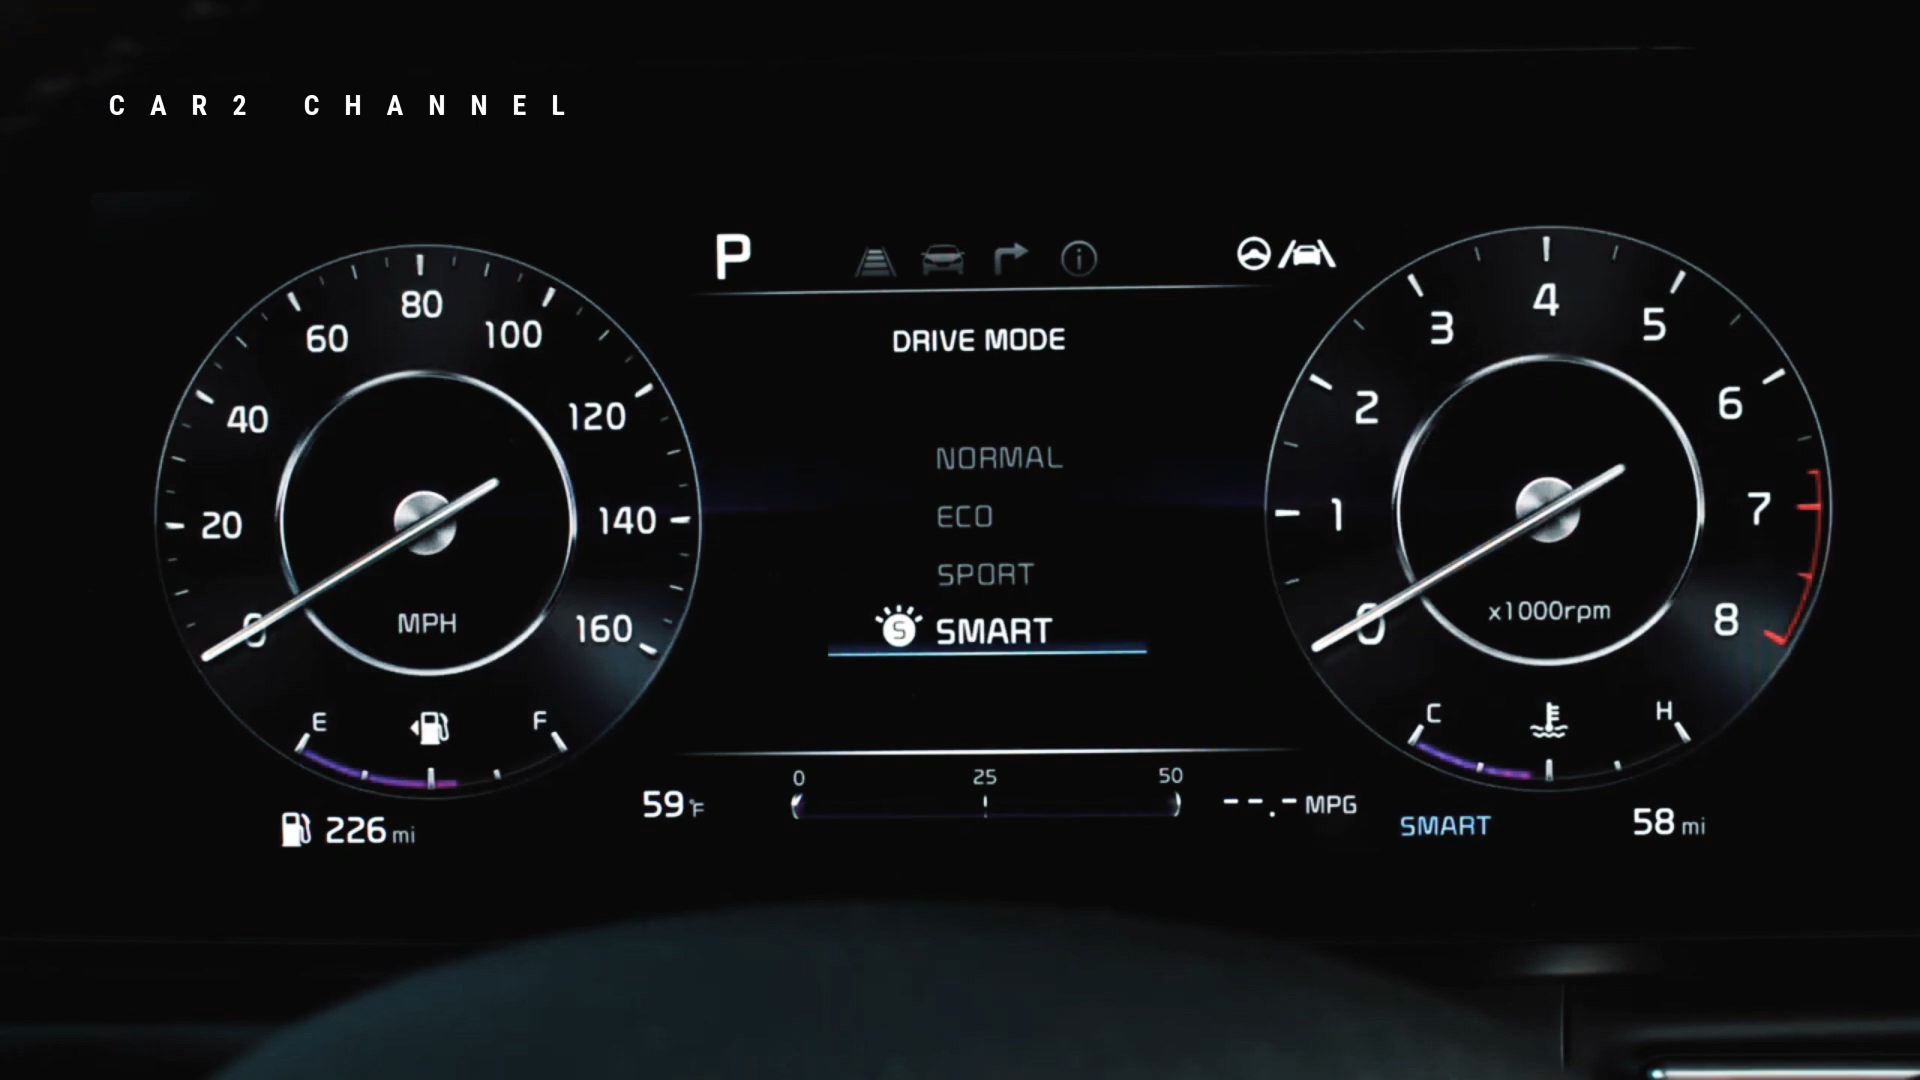 CAR2 CHANNEL
P
DRIVE MODE
NORMAL
ECO
SPORT
S SMART
0 20 40 60 80 100 120 140 160
MPH
E F
226 mi
59°F
0 25 50
--.- MPG
0 1 2 3 4 5 6 7 8
x1000rpm
C H
SMART
58 mi